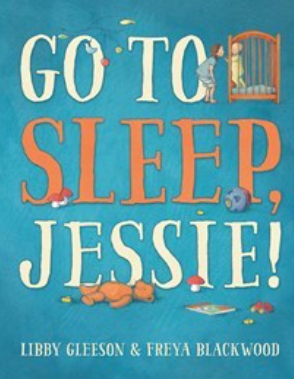 GO TO
SLEEP,
JESSIE!
LIBBY GLEESON & FREYA BLACKWOOD